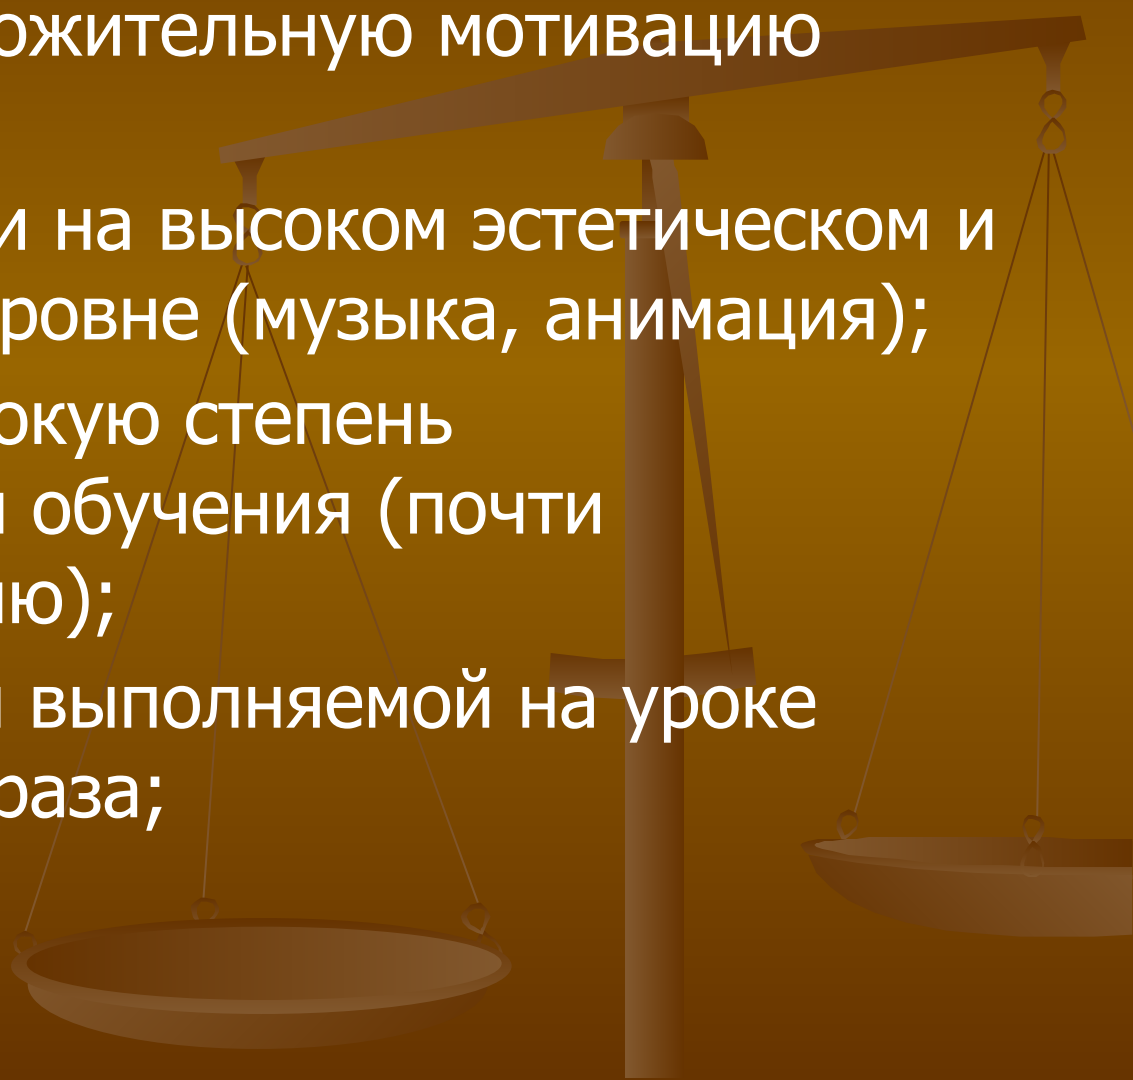 ожительную мотивацию
и на высоком эстетическом и
ровне (музыка, анимация);
окую степень
обучения (почти
ю);
выполняемой на уроке
раза;